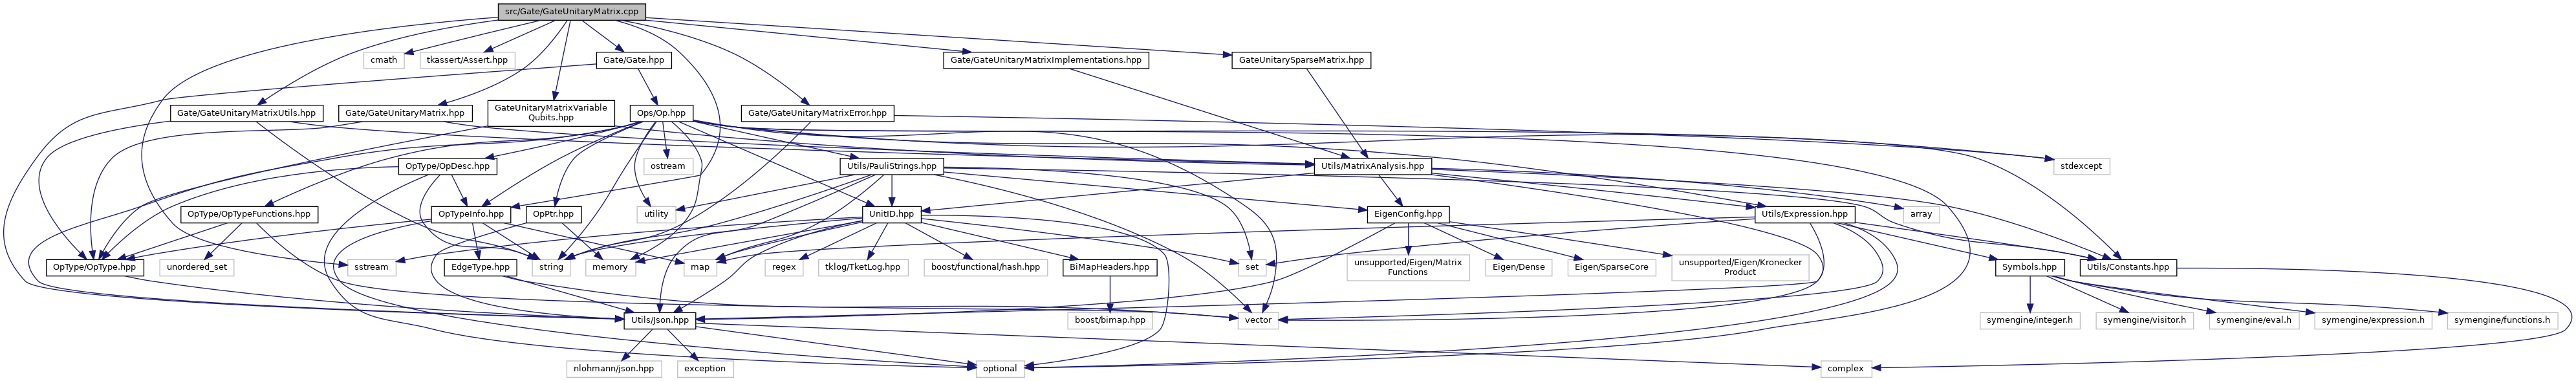 src/Gate/GateUnitaryMatrix.cpp
cmath
tkassert/Assert.hpp
Gate/Gate.hpp
Gate/GateUnitaryMatrixImplementations.hpp
GateUnitarySparseMatrix.hpp
Gate/GateUnitaryMatrixUtils.hpp
Gate/GateUnitaryMatrix.hpp
GateUnitaryMatrixVariable
Qubits.hpp
Ops/Op.hpp
Gate/GateUnitaryMatrixError.hpp
OpType/OpDesc.hpp
ostream
Utils/PauliStrings.hpp
Utils/MatrixAnalysis.hpp
stdexcept
OpType/OpTypeFunctions.hpp
OpTypeInfo.hpp
OpPtr.hpp
utility
UnitID.hpp
EigenConfig.hpp
Utils/Expression.hpp
array
OpType/OpType.hpp
unordered_set
sstream
EdgeType.hpp
string
memory
map
regex
tklog/TketLog.hpp
boost/functional/hash.hpp
BiMapHeaders.hpp
set
unsupported/Eigen/Matrix
Functions
Eigen/Dense
Eigen/SparseCore
unsupported/Eigen/Kronecker
Product
Symbols.hpp
Utils/Constants.hpp
Utils/Json.hpp
boost/bimap.hpp
vector
symengine/integer.h
symengine/visitor.h
symengine/eval.h
symengine/expression.h
symengine/functions.h
nlohmann/json.hpp
exception
optional
complex